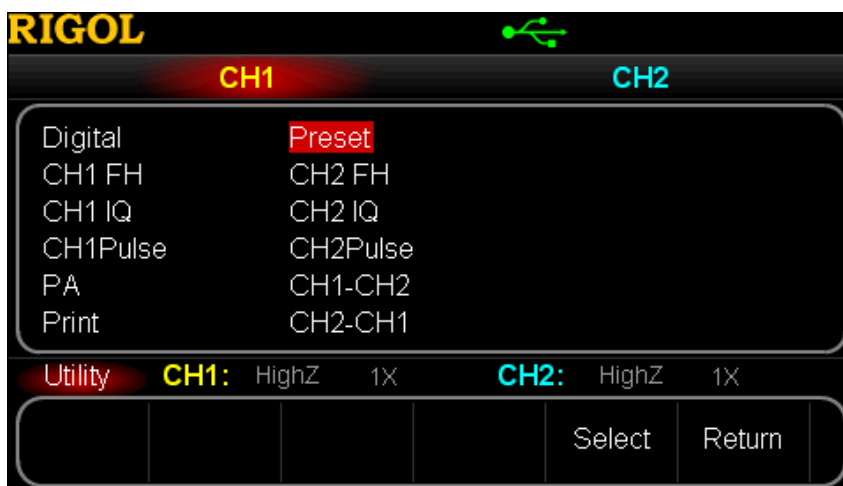 RIGOL
CH1 CH2
Digital Preset
CH1 FH CH2 FH
CH1 IQ CH2 IQ
CH1Pulse CH2Pulse
PA CH1-CH2
Print CH2-CH1
Utility CH1: HighZ 1X CH2: HighZ 1X
Select Return